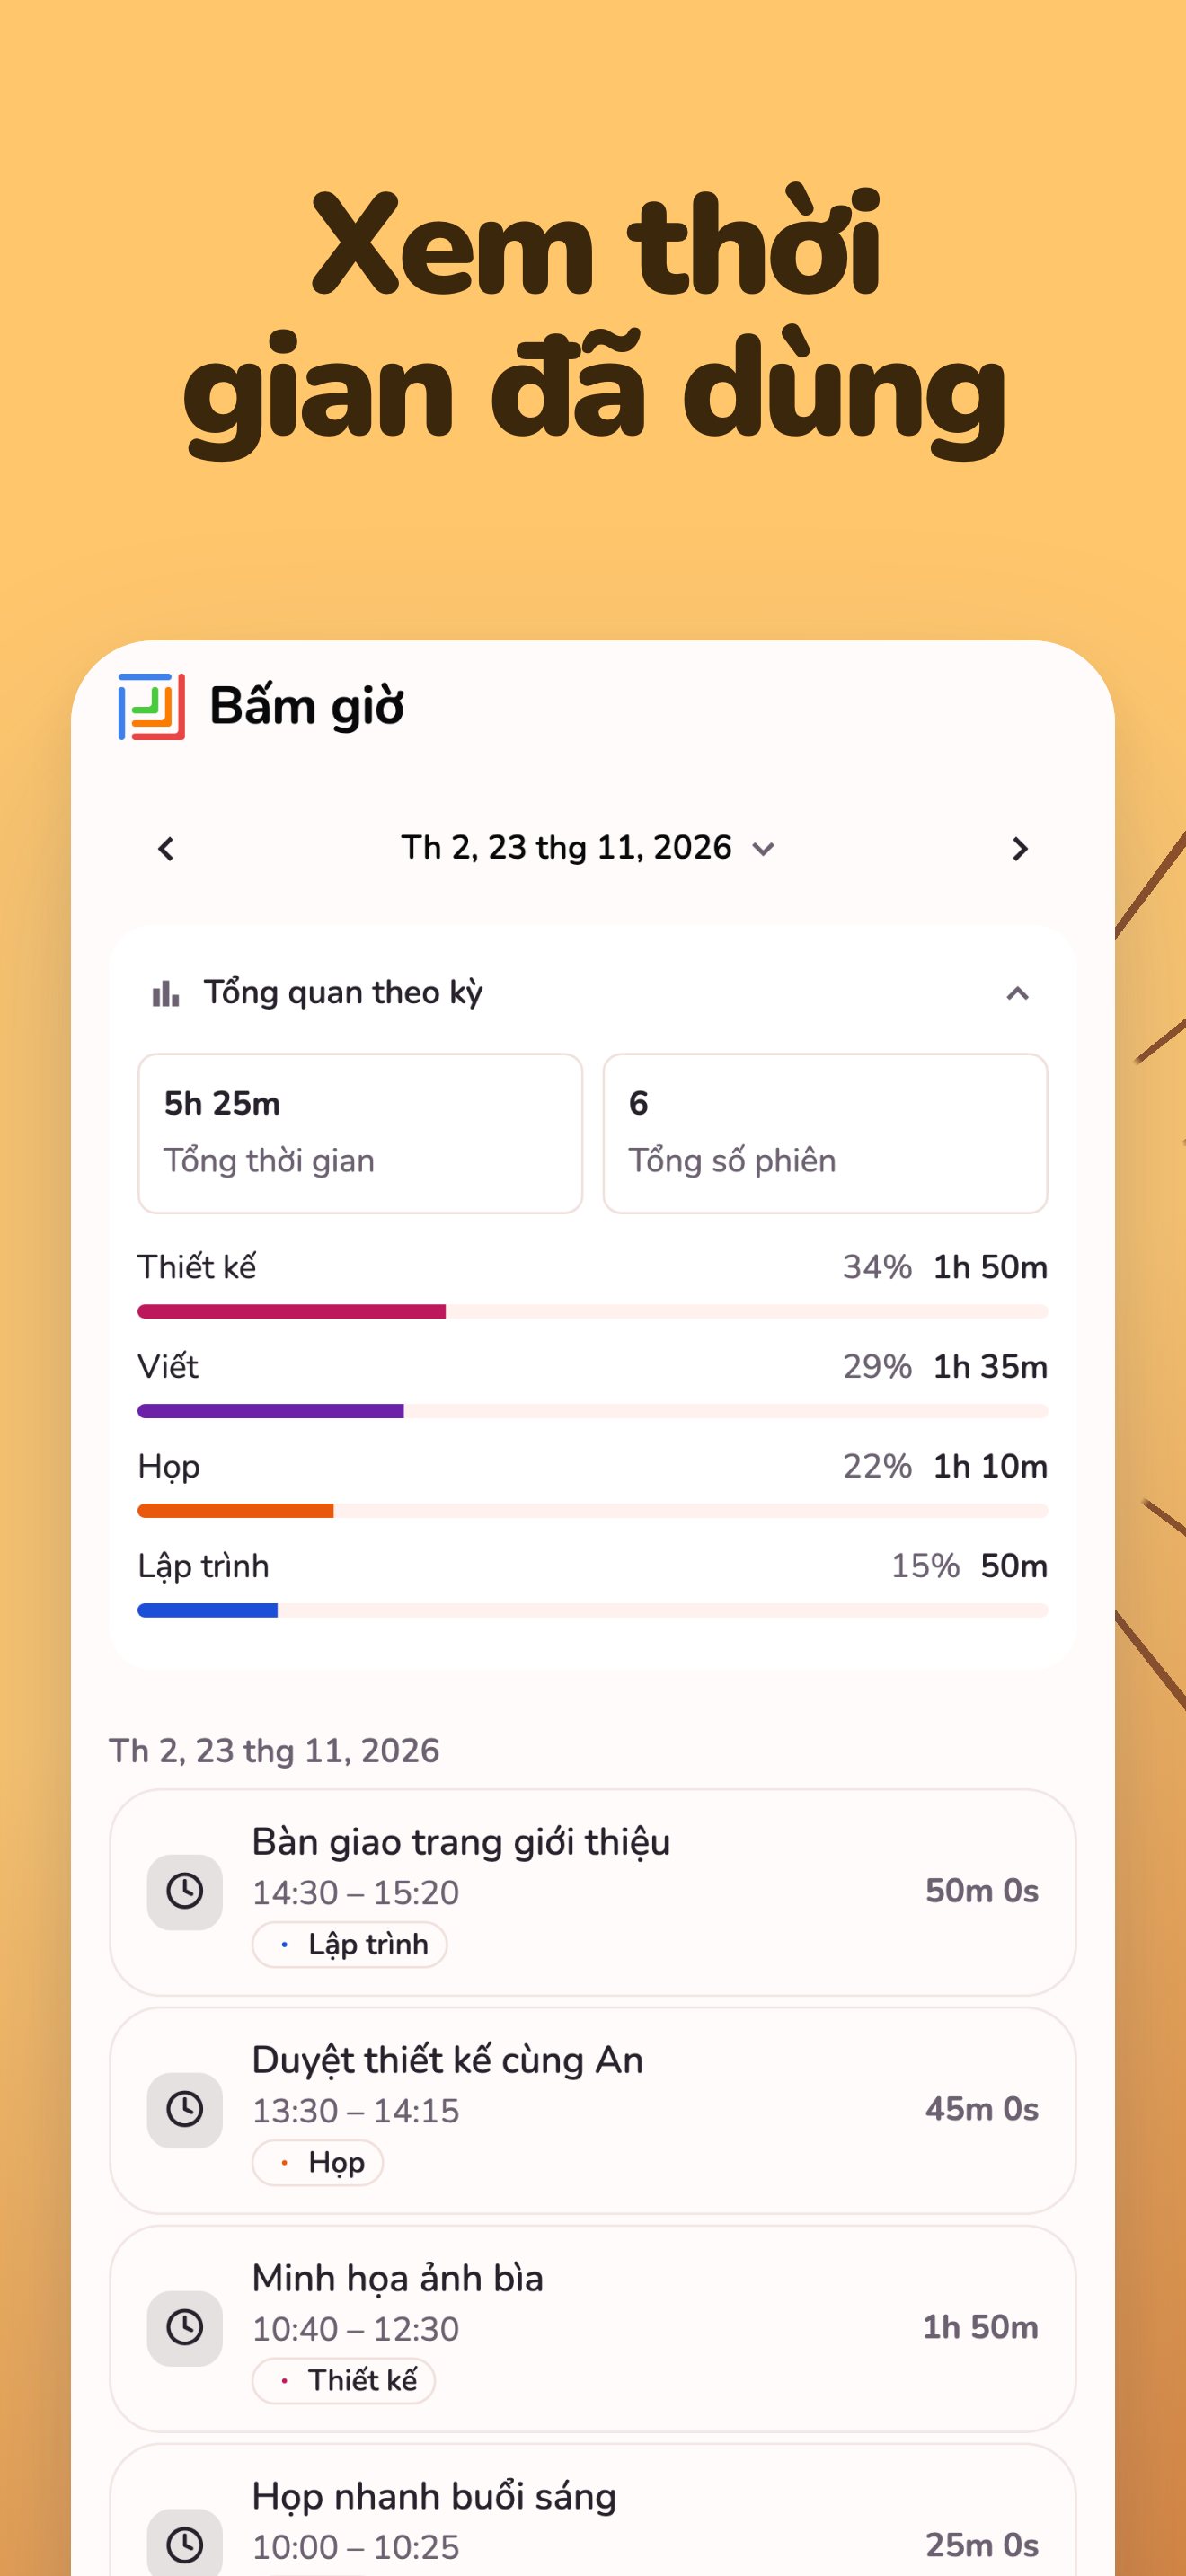 Xem thời
gian đã dùng
Bấm giờ
Th 2, 23 thg 11, 2026
Tổng quan theo kỳ
5h 25m
Tổng thời gian
6
Tổng số phiên
Thiết kế 34% 1h 50m
Viết 29% 1h 35m
Họp 22% 1h 10m
Lập trình 15% 50m
Th 2, 23 thg 11, 2026
Bàn giao trang giới thiệu
14:30 – 15:20
50m 0s
Lập trình
Duyệt thiết kế cùng An
13:30 – 14:15
45m 0s
Họp
Minh họa ảnh bìa
10:40 – 12:30
1h 50m
Thiết kế
Họp nhanh buổi sáng
10:00 – 10:25
25m 0s